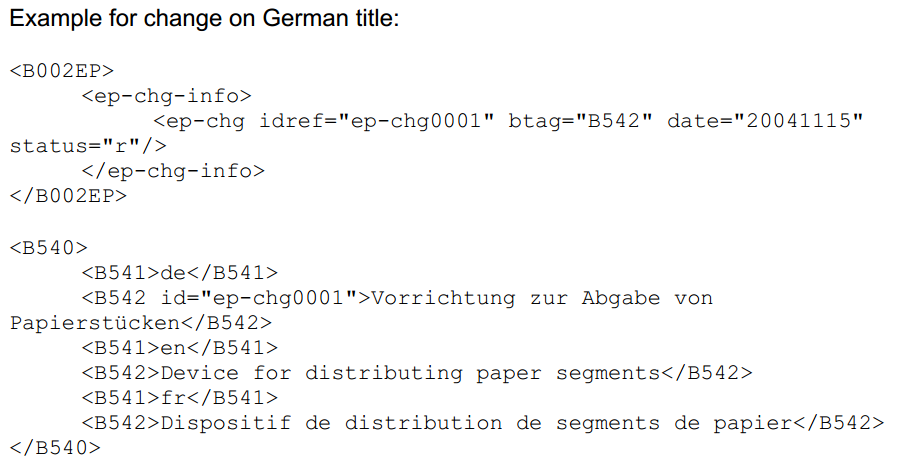 Example for change on German title:
<B002EP>
<ep-chg-info>
<ep-chg idref="ep-chg0001" btag="B542" date="20041115"
status="r"/>
</ep-chg-info>
</B002EP>
<B540>
<B541>de</B541>
<B542 id="ep-chg0001">Vorrichtung zur Abgabe von
Papierstücken</B542>
<B541>en</B541>
<B542>Device for distributing paper segments</B542>
<B541>fr</B541>
<B542>Dispositif de distribution de segments de papier</B542>
</B540>